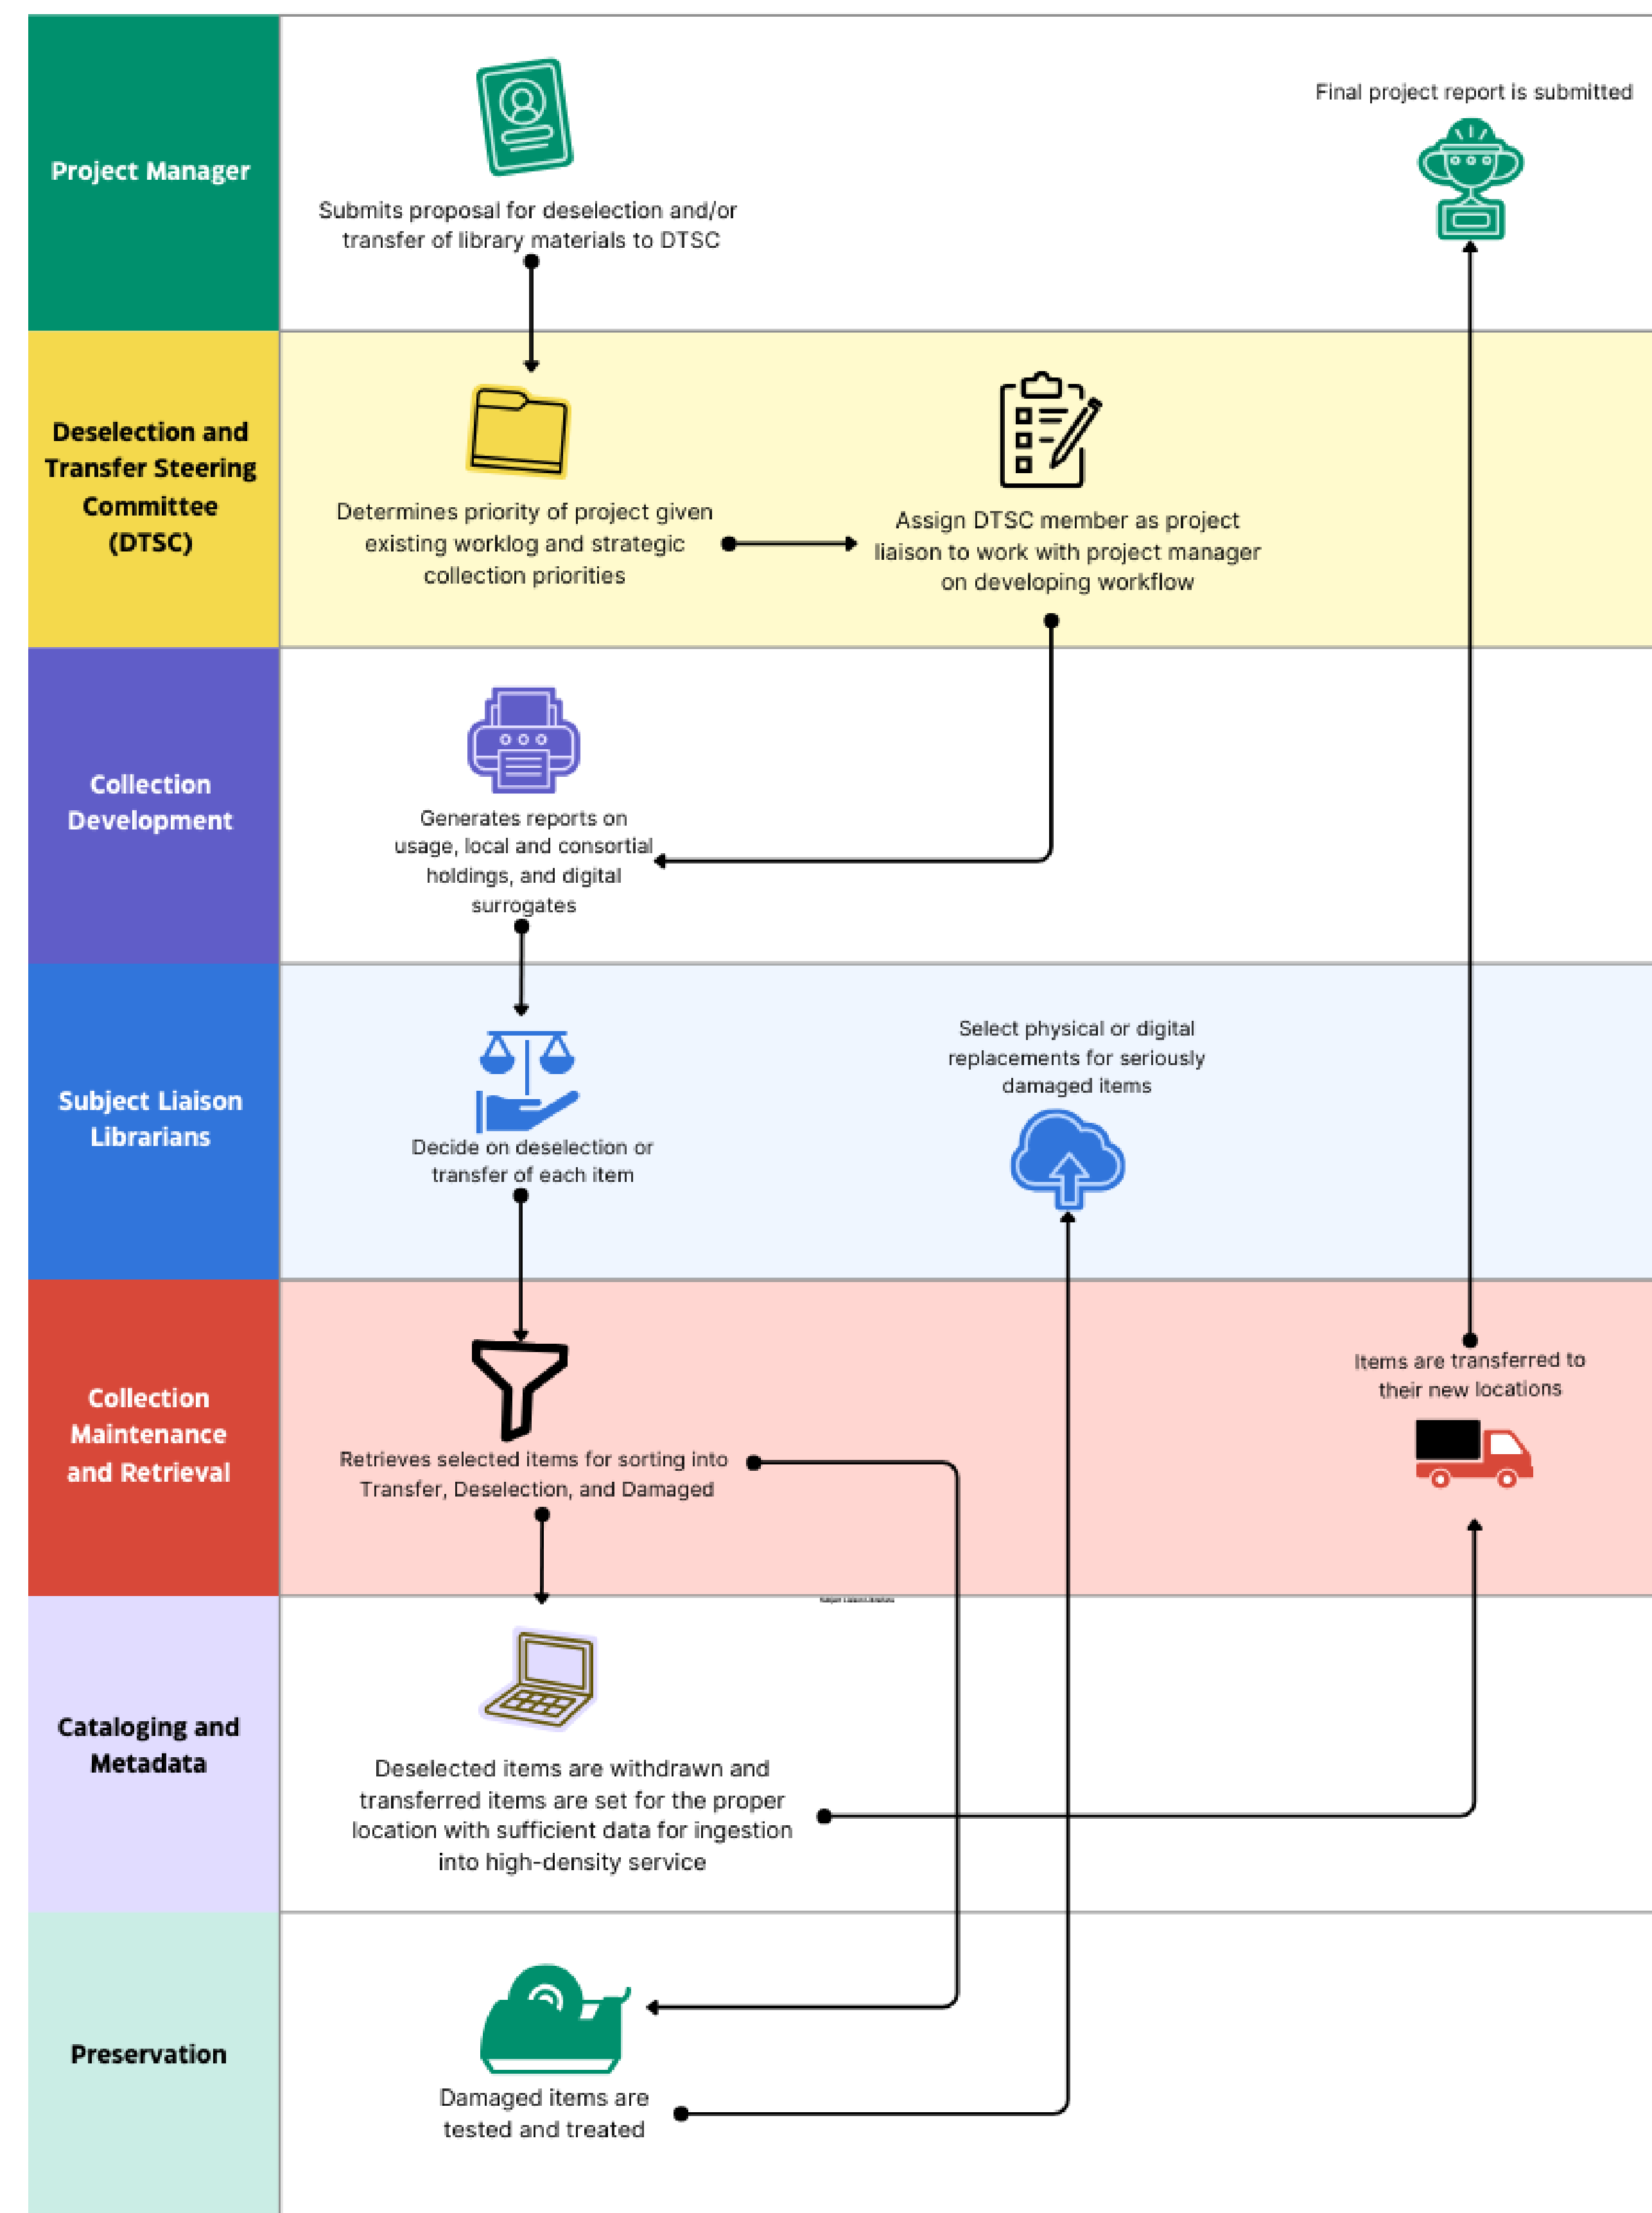 Project Manager
Submits proposal for deselection and/or
transfer of library materials to DTSC
Final project report is submitted
Deselection and
Transfer Steering
Committee
(DTSC)
Determines priority of project given
existing worklog and strategic
collection priorities
Assign DTSC member as project
liaison to work with project manager
on developing workflow
Collection
Development
Generates reports on
usage, local and consortial
holdings, and digital
surrogates
Subject Liaison
Librarians
Decide on deselection or
transfer of each item
Select physical or digital
replacements for seriously
damaged items
Collection
Maintenance
and Retrieval
Retrieves selected items for sorting into
Transfer, Deselection, and Damaged
Items are transferred to
their new locations
Subject Liaison Librarians
Cataloging and
Metadata
Deselected items are withdrawn and
transferred items are set for the proper
location with sufficient data for ingestion
into high-density service
Preservation
Damaged items are
tested and treated